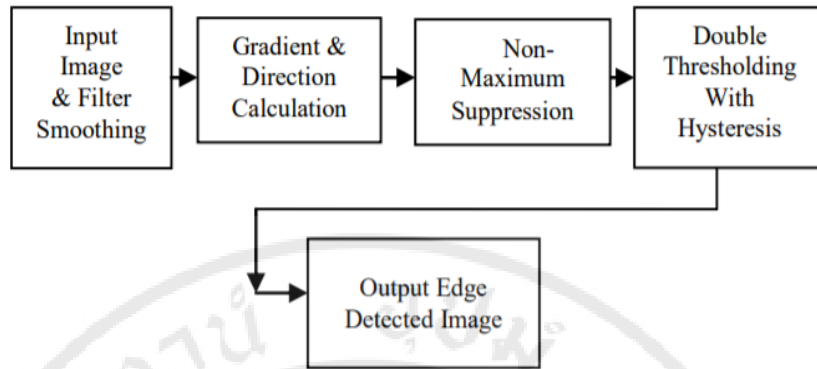 Input
Image
& Filter
Smoothing
Gradient &
Direction
Calculation
Non-
Maximum
Suppression
Double
Thresholding
With
Hysteresis
Output Edge
Detected Image